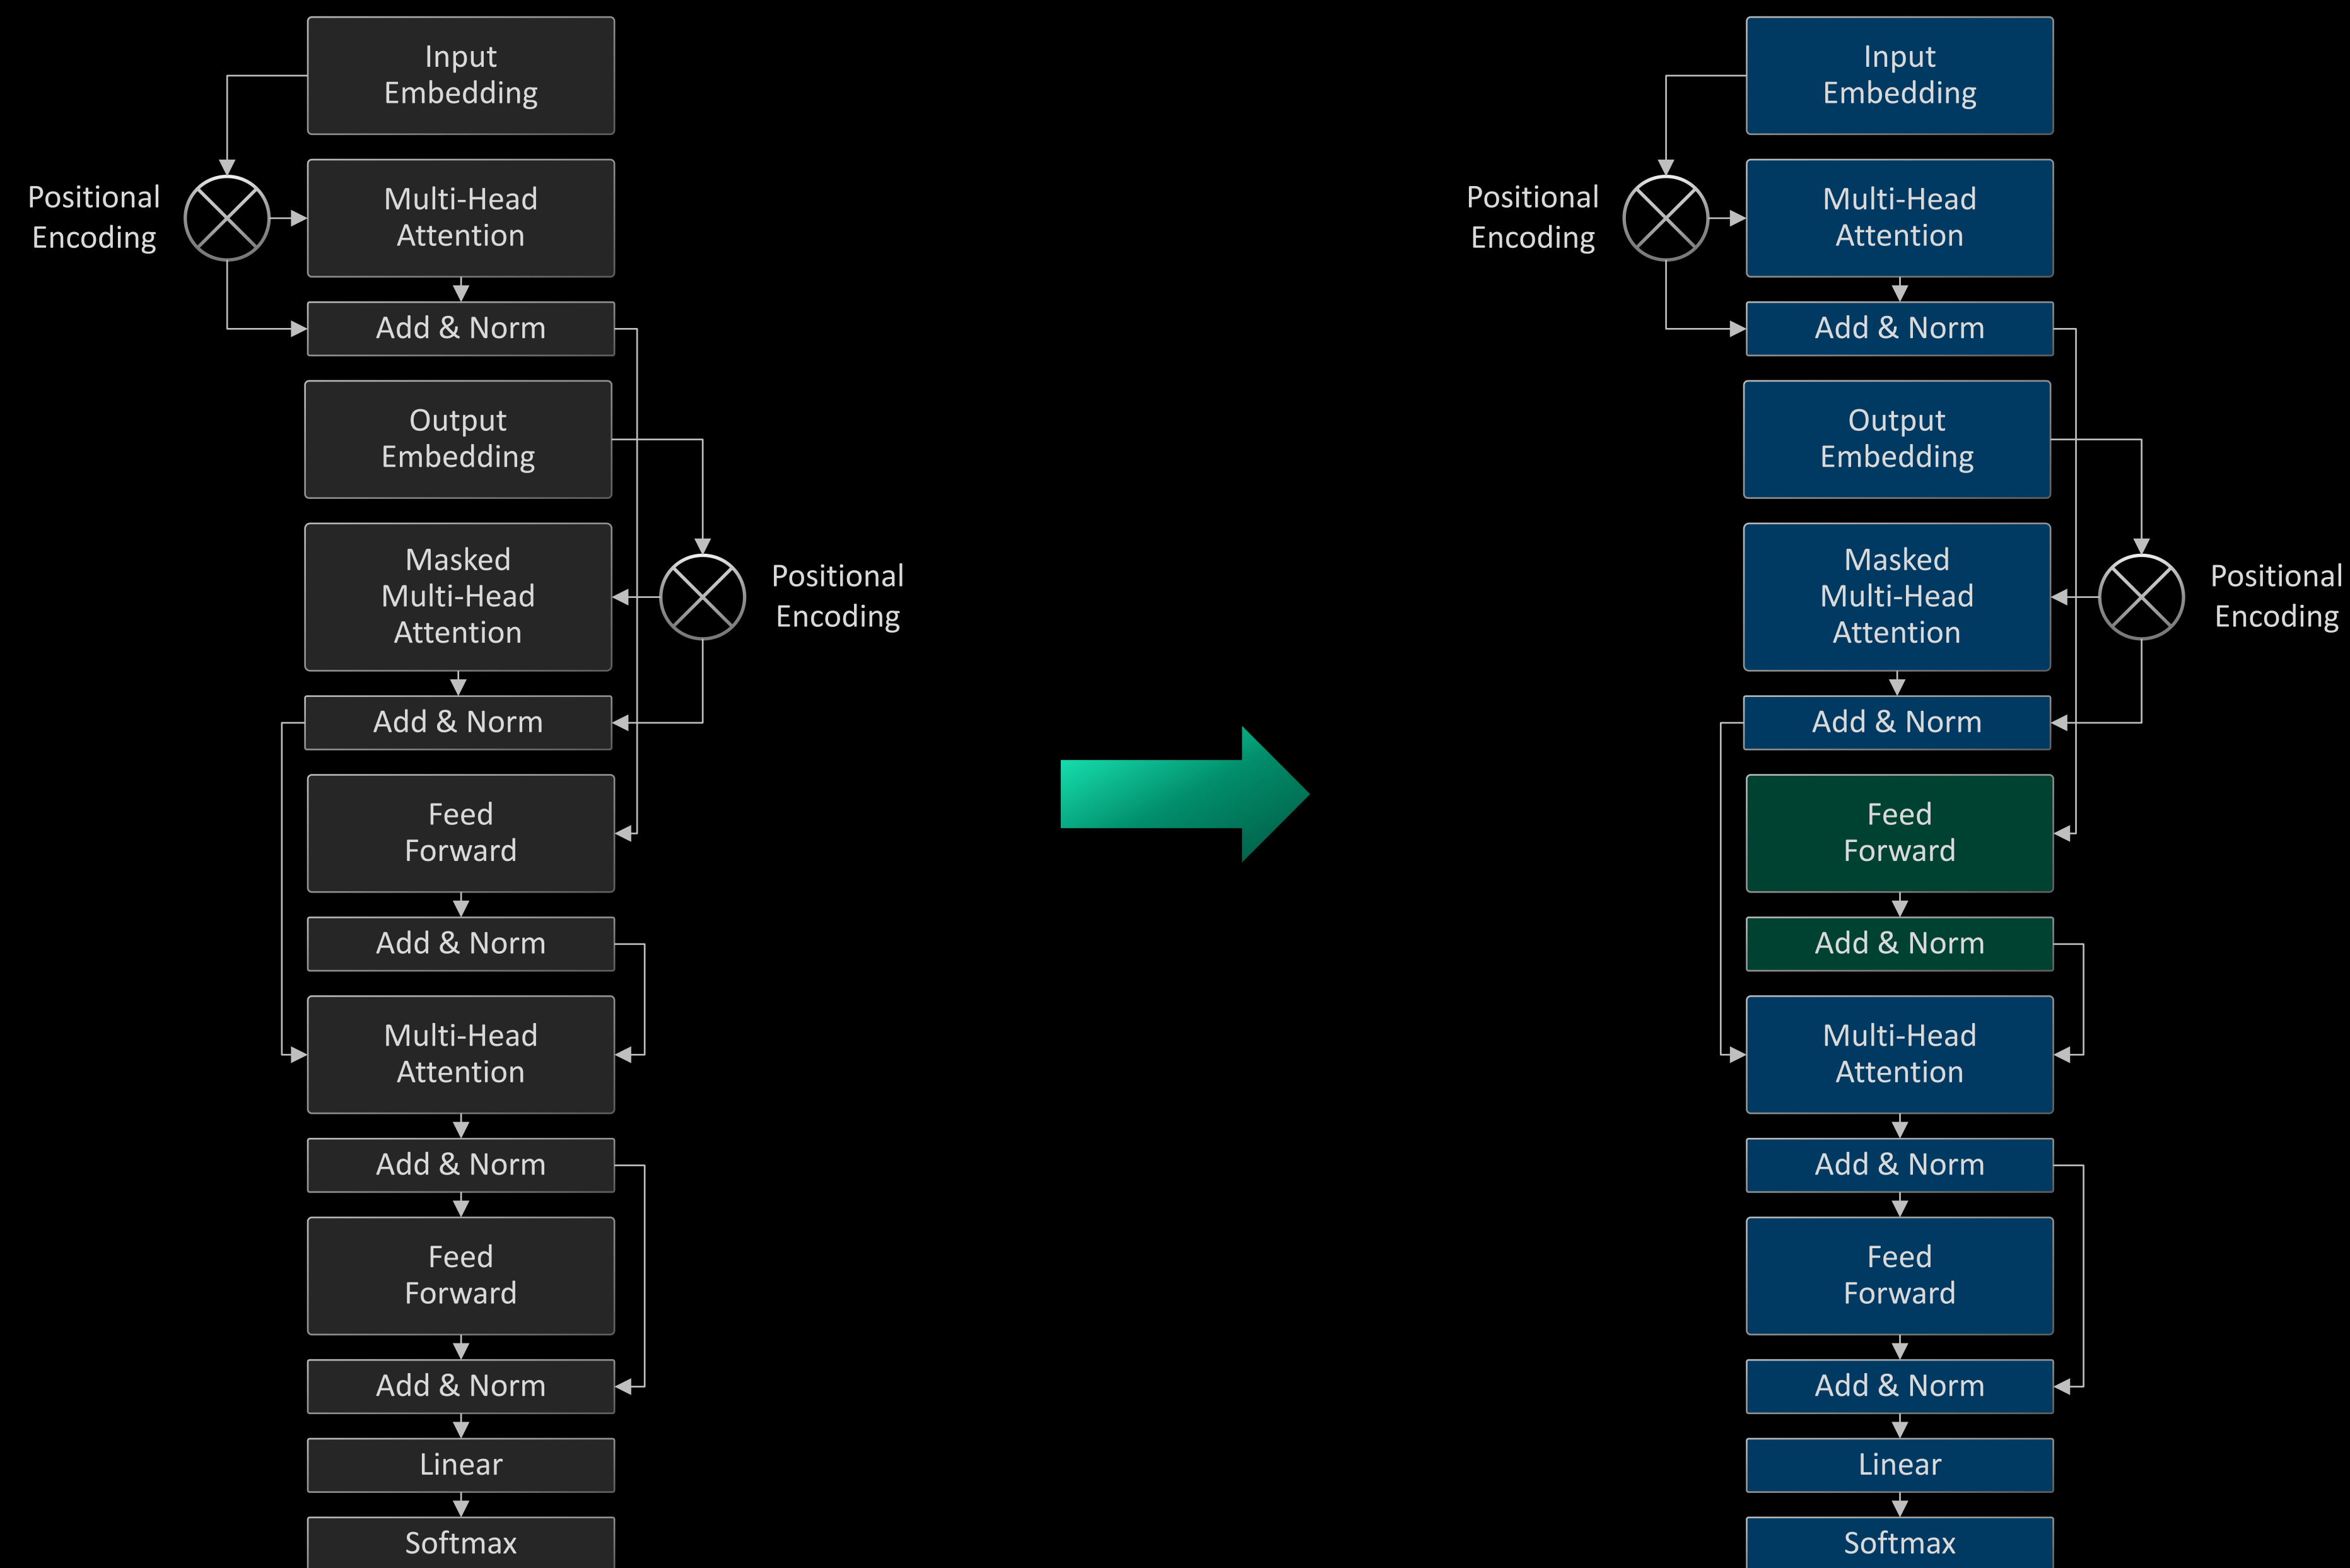 Input
Embedding
Positional
Encoding
Multi-Head
Attention
Add & Norm
Output
Embedding
Masked
Multi-Head
Attention
Positional
Encoding
Add & Norm
Feed
Forward
Add & Norm
Multi-Head
Attention
Add & Norm
Feed
Forward
Add & Norm
Linear
Softmax
Input
Embedding
Positional
Encoding
Multi-Head
Attention
Add & Norm
Output
Embedding
Masked
Multi-Head
Attention
Positional
Encoding
Add & Norm
Feed
Forward
Add & Norm
Multi-Head
Attention
Add & Norm
Feed
Forward
Add & Norm
Linear
Softmax